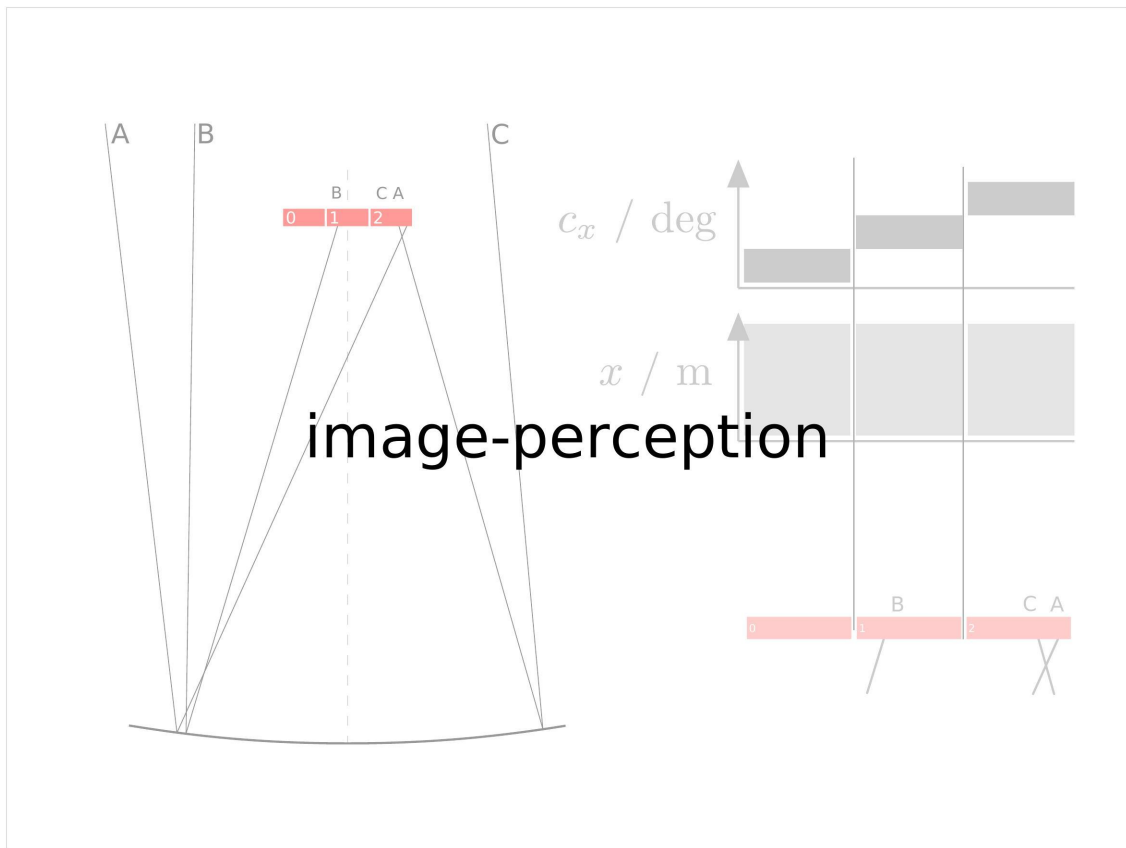 A B C
B C A
0 1 2
c_x / deg
x / m
image-perception
B C A
0 1 2